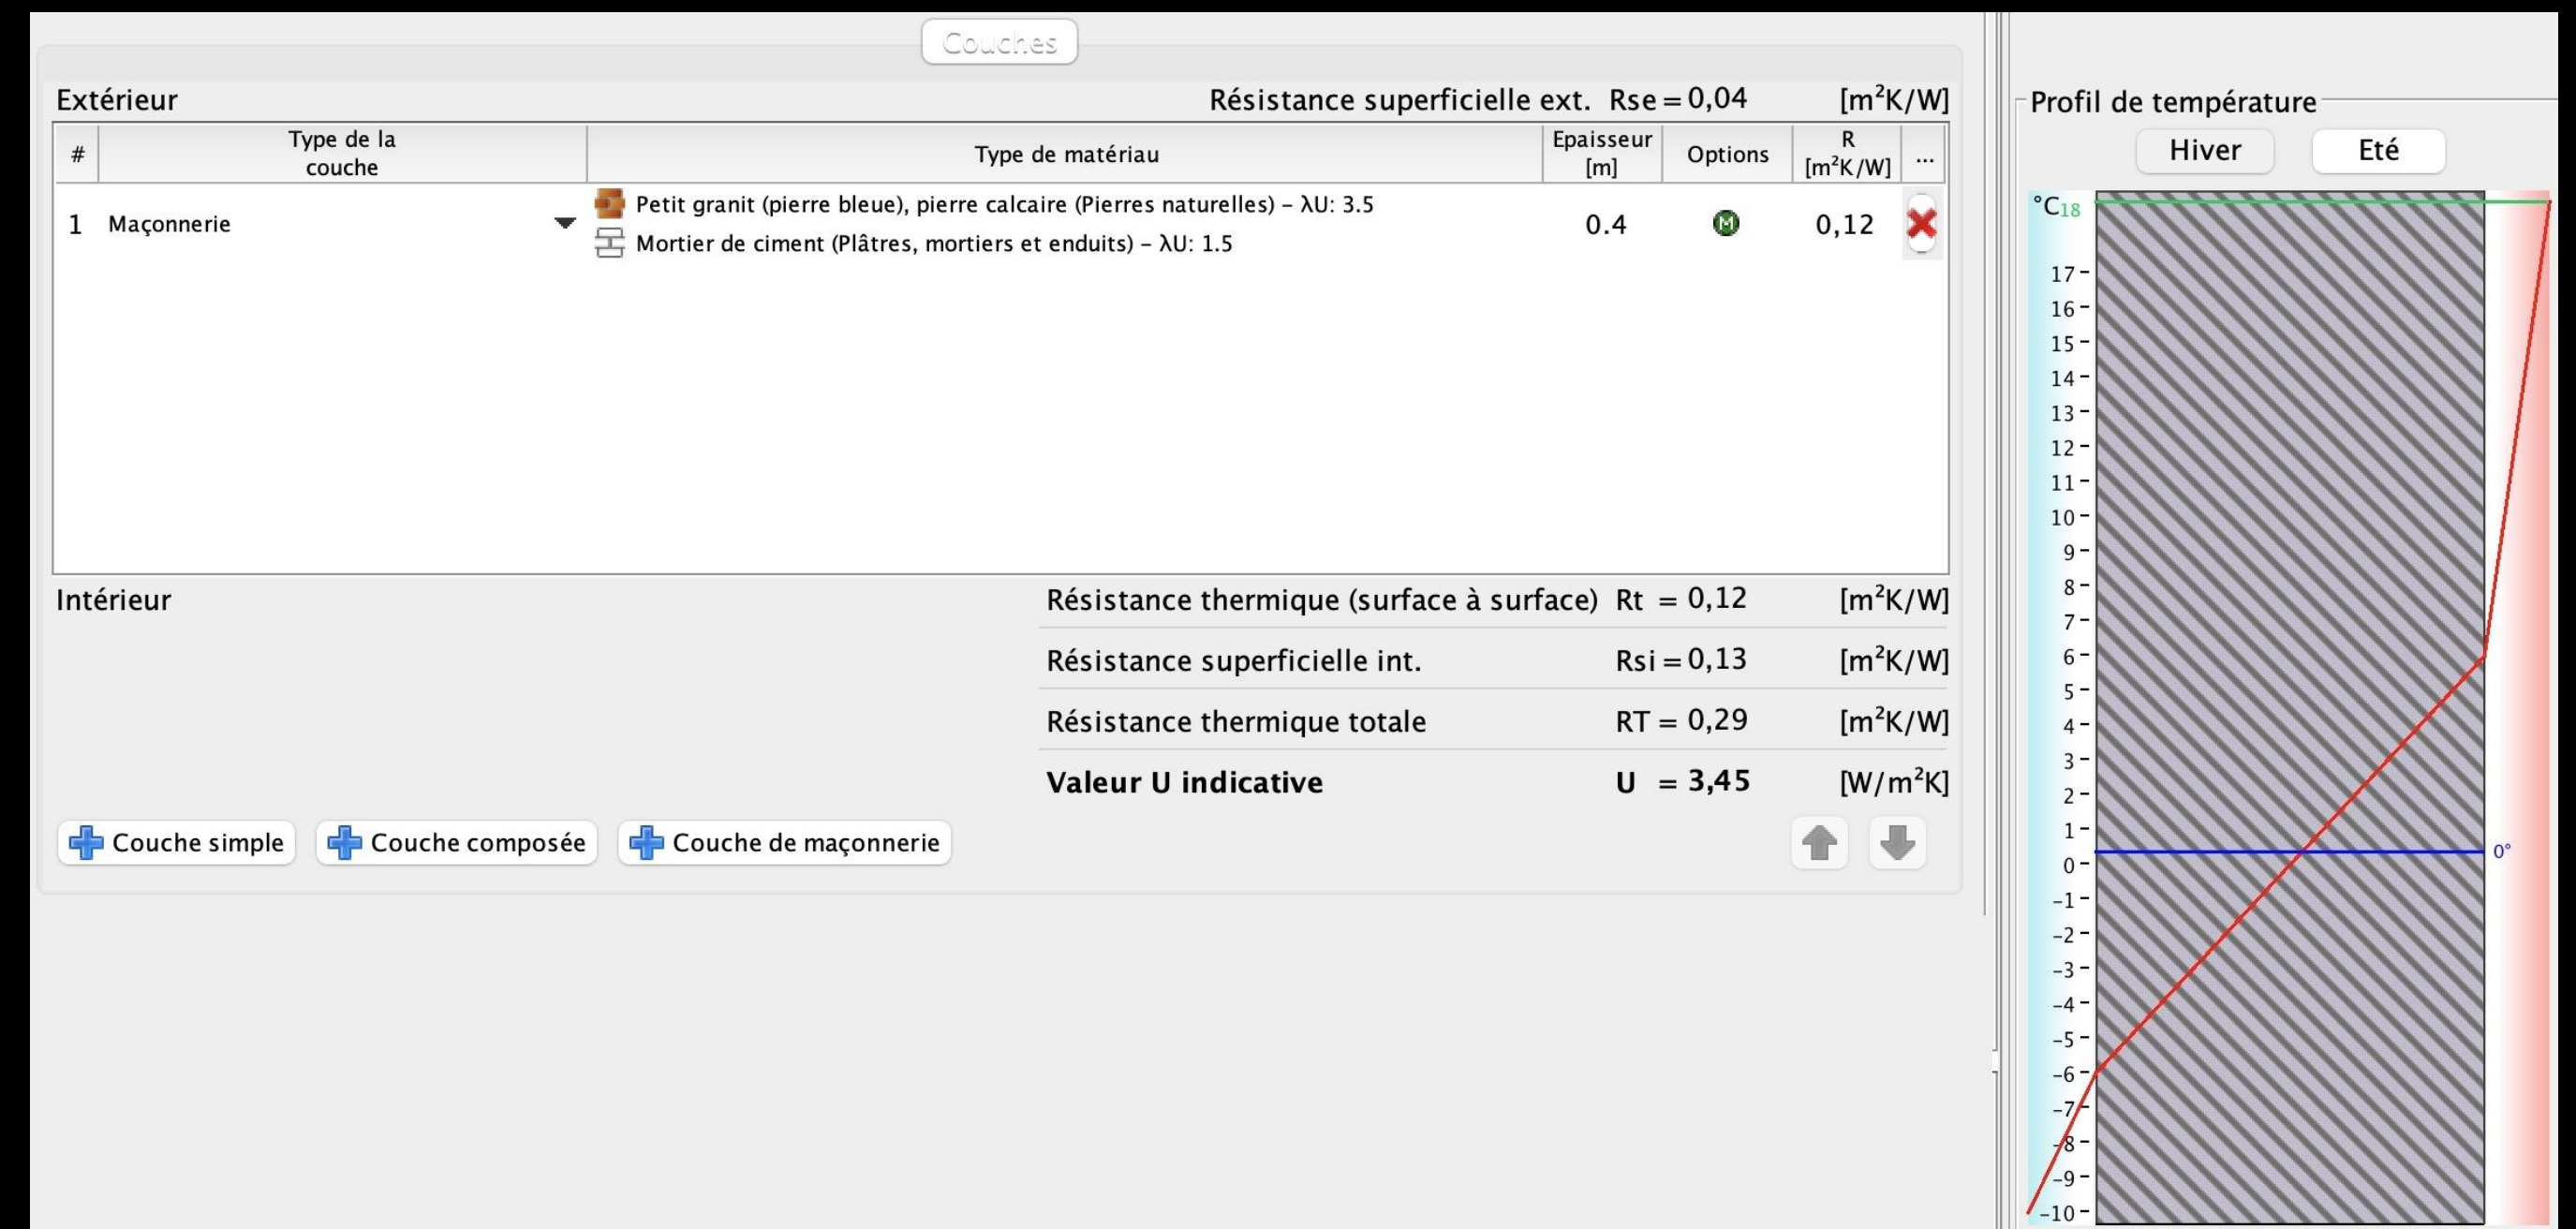 Couches
Extérieur
Résistance superficielle ext. Rse = 0,04 [m²K/W]
# Type de la couche Type de matériau Epaisseur [m] Options R [m²K/W] ...
1 Maçonnerie Petit granit (pierre bleue), pierre calcaire (Pierres naturelles) – λU: 3.5 0.4 M 0,12
Mortier de ciment (Plâtres, mortiers et enduits) – λU: 1.5
Intérieur
Résistance thermique (surface à surface) Rt = 0,12 [m²K/W]
Résistance superficielle int. Rsi = 0,13 [m²K/W]
Résistance thermique totale RT = 0,29 [m²K/W]
Valeur U indicative U = 3,45 [W/m²K]
Couche simple
Couche composée
Couche de maçonnerie
Profil de température
Hiver
Eté
°C 18
17
16
15
14
13
12
11
10
9
8
7
6
5
4
3
2
1
0°
0
-1
-2
-3
-4
-5
-6
-7
-8
-9
-10